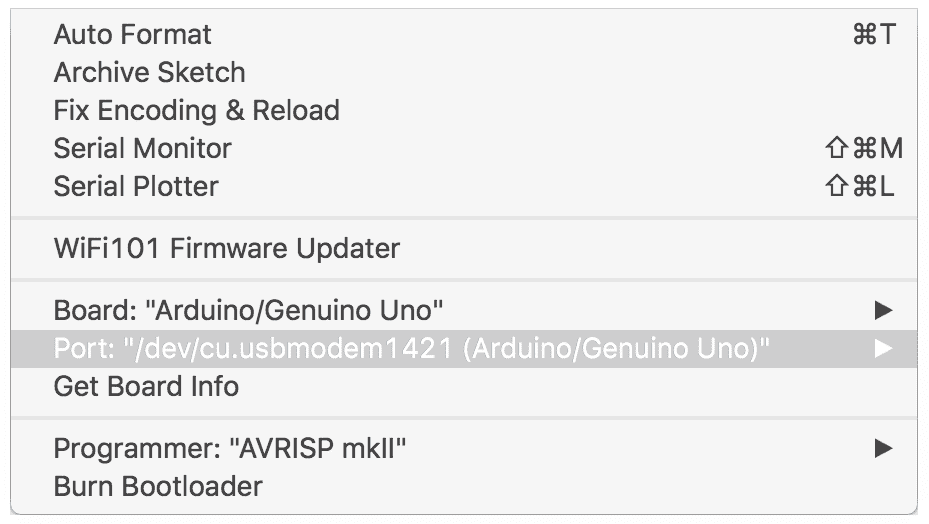 Auto Format ⌘T
Archive Sketch
Fix Encoding & Reload
Serial Monitor ⇧⌘M
Serial Plotter ⇧⌘L
WiFi101 Firmware Updater
Board: "Arduino/Genuino Uno" ▶
Port: "/dev/cu.usbmodem1421 (Arduino/Genuino Uno)" ▶
Get Board Info
Programmer: "AVRISP mkII" ▶
Burn Bootloader